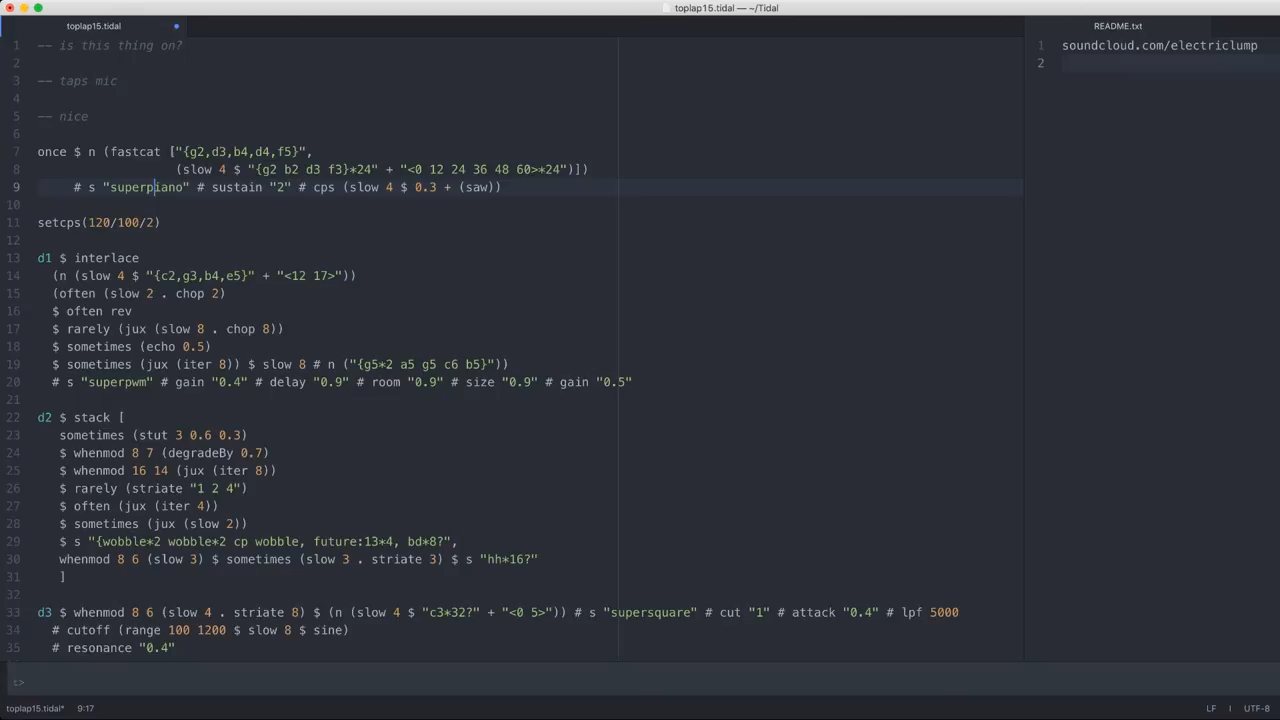 toplap15.tidal — ~/Tidal
toplap15.tidal
README.txt
1 -- is this thing on?
2
3 -- taps mic
4
5 -- nice
6
7 once $ n (fastcat ["{g2,d3,b4,d4,f5}",
8 (slow 4 $ "{g2 b2 d3 f3}*24" + "<0 12 24 36 48 60>*24")])
9 # s "superpiano" # sustain "2" # cps (slow 4 $ 0.3 + (saw))
10
11 setcps(120/100/2)
12
13 d1 $ interlace
14 (n (slow 4 $ "{c2,g3,b4,e5}" + "<12 17>"))
15 (often (slow 2 . chop 2)
16 $ often rev
17 $ rarely (jux (slow 8 . chop 8))
18 $ sometimes (echo 0.5)
19 $ sometimes (jux (iter 8)) $ slow 8 # n ("{g5*2 a5 g5 c6 b5}"))
20 # s "superpwm" # gain "0.4" # delay "0.9" # room "0.9" # size "0.9" # gain "0.5"
21
22 d2 $ stack [
23 sometimes (stut 3 0.6 0.3)
24 $ whenmod 8 7 (degradeBy 0.7)
25 $ whenmod 16 14 (jux (iter 8))
26 $ rarely (striate "1 2 4")
27 $ often (jux (iter 4))
28 $ sometimes (jux (slow 2))
29 $ s "{wobble*2 wobble*2 cp wobble, future:13*4, bd*8?",
30 whenmod 8 6 (slow 3) $ sometimes (slow 3 . striate 3) $ s "hh*16?"
31 ]
32
33 d3 $ whenmod 8 6 (slow 4 . striate 8) $ (n (slow 4 $ "c3*32?" + "<0 5>")) # s "supersquare" # cut "1" # attack "0.4" # lpf 5000
34 # cutoff (range 100 1200 $ slow 8 $ sine)
35 # resonance "0.4"
1 soundcloud.com/electriclump
2
t>
toplap15.tidal* 9:17
LF UTF-8